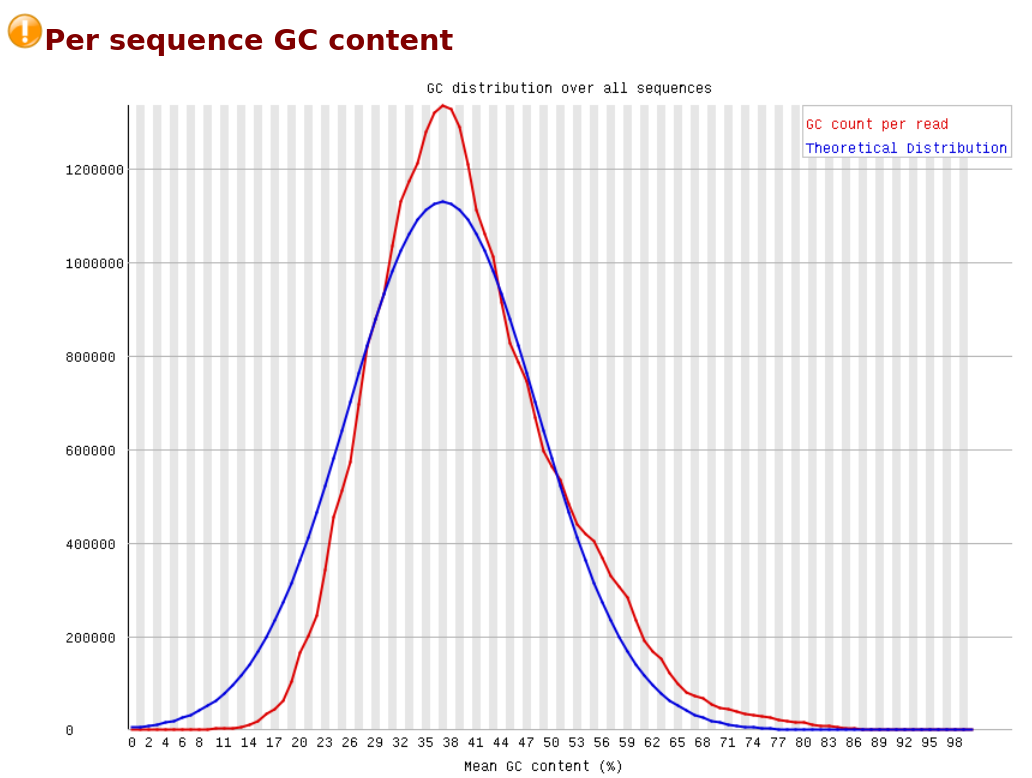 Per sequence GC content
GC distribution over all sequences
GC count per read
Theoretical Distribution
1200000
1000000
800000
600000
400000
200000
0
0 2 4 6 8 11 14 17 20 23 26 29 32 35 38 41 44 47 50 53 56 59 62 65 68 71 74 77 80 83 86 89 92 95 98
Mean GC content (%)